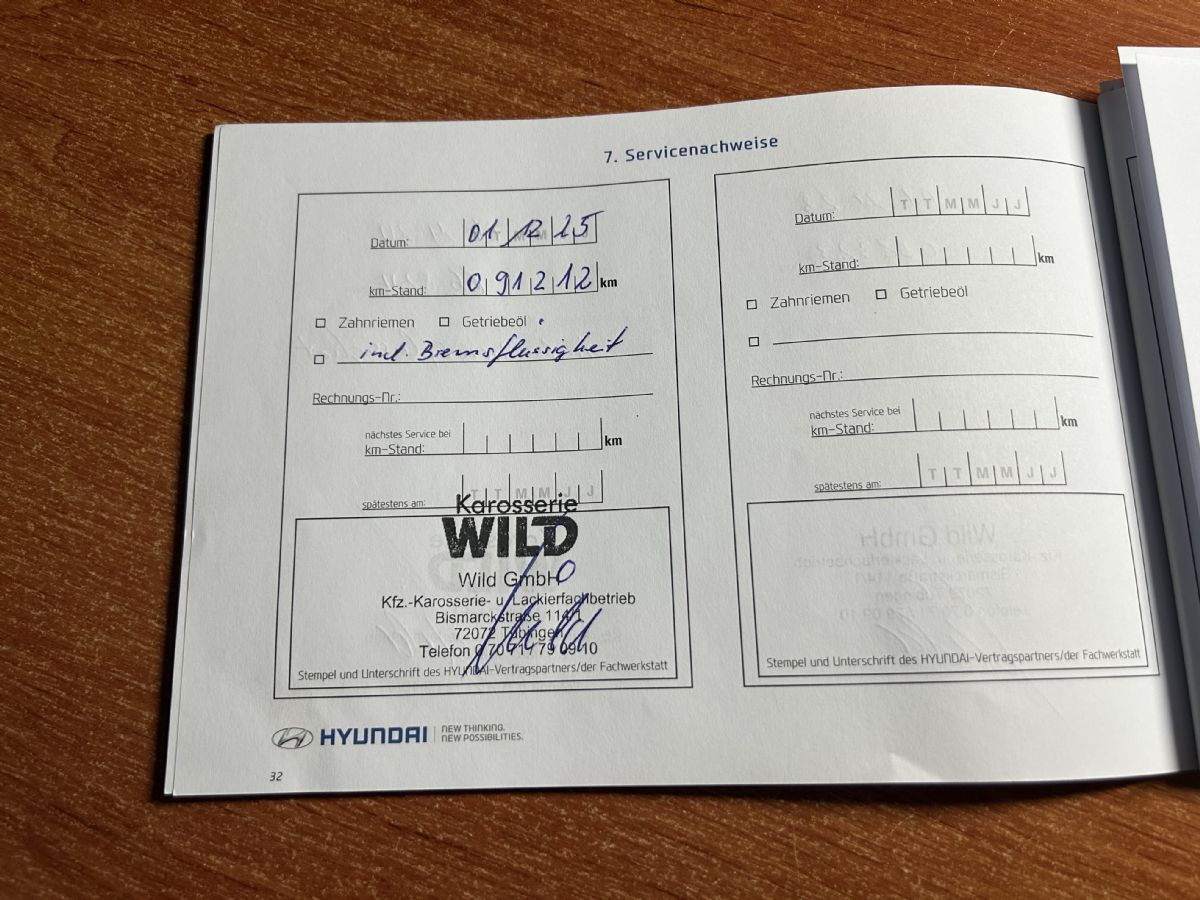 7. Servicenachweise
Datum: 01 12 25
km-Stand: 091212 km
Zahnriemen Getriebeöl
incl. Bremsflüssigkeit
Rechnungs-Nr.:
nächstes Service bei
km-Stand: km
spätestens am: T T M M J J
Karosserie
WILD
Wild GmbH
Kfz.-Karosserie- u. Lackierfachbetrieb
Bismarckstraße 114/1
72072 Tübingen
Telefon 0 70 71 / 79 09 10
Stempel und Unterschrift des HYUNDAI-Vertragspartners/der Fachwerkstatt
Datum: T T M M J J
km-Stand: km
Zahnriemen Getriebeöl
Rechnungs-Nr.:
nächstes Service bei
km-Stand: km
spätestens am: T T M M J J
Stempel und Unterschrift des HYUNDAI-Vertragspartners/der Fachwerkstatt
HYUNDAI NEW THINKING.
NEW POSSIBILITIES.
32